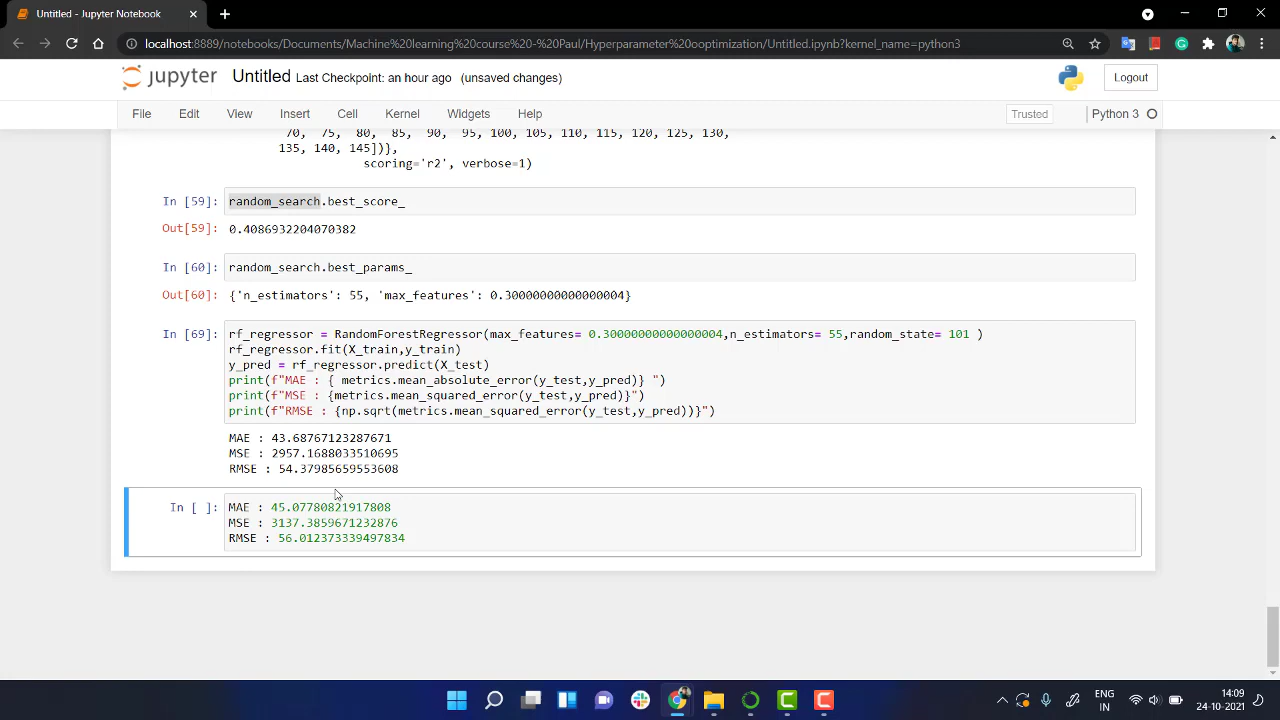 Untitled - Jupyter Notebook
localhost:8889/notebooks/Documents/Machine%20learning%20course%20-%20Paul/Hyperparameter%20ooptimization/Untitled.ipynb?kernel_name=python3
jupyter Untitled Last Checkpoint: an hour ago (unsaved changes) Logout
File Edit View Insert Cell Kernel Widgets Help Trusted Python 3
70, 75, 80, 85, 90, 95, 100, 105, 110, 115, 120, 125, 130,
135, 140, 145])},
scoring='r2', verbose=1)
In [59]: random_search.best_score_
Out[59]: 0.4086932204070382
In [60]: random_search.best_params_
Out[60]: {'n_estimators': 55, 'max_features': 0.30000000000000004}
In [69]: rf_regressor = RandomForestRegressor(max_features= 0.30000000000000004,n_estimators= 55,random_state= 101 )
rf_regressor.fit(X_train,y_train)
y_pred = rf_regressor.predict(X_test)
print(f"MAE : { metrics.mean_absolute_error(y_test,y_pred)} ")
print(f"MSE : {metrics.mean_squared_error(y_test,y_pred)}")
print(f"RMSE : {np.sqrt(metrics.mean_squared_error(y_test,y_pred))}")
MAE : 43.68767123287671
MSE : 2957.1688033510695
RMSE : 54.37985659553608
In [ ]: MAE : 45.07780821917808
MSE : 3137.3859671232876
RMSE : 56.012373339497834
ENG
IN
14:09
24-10-2021